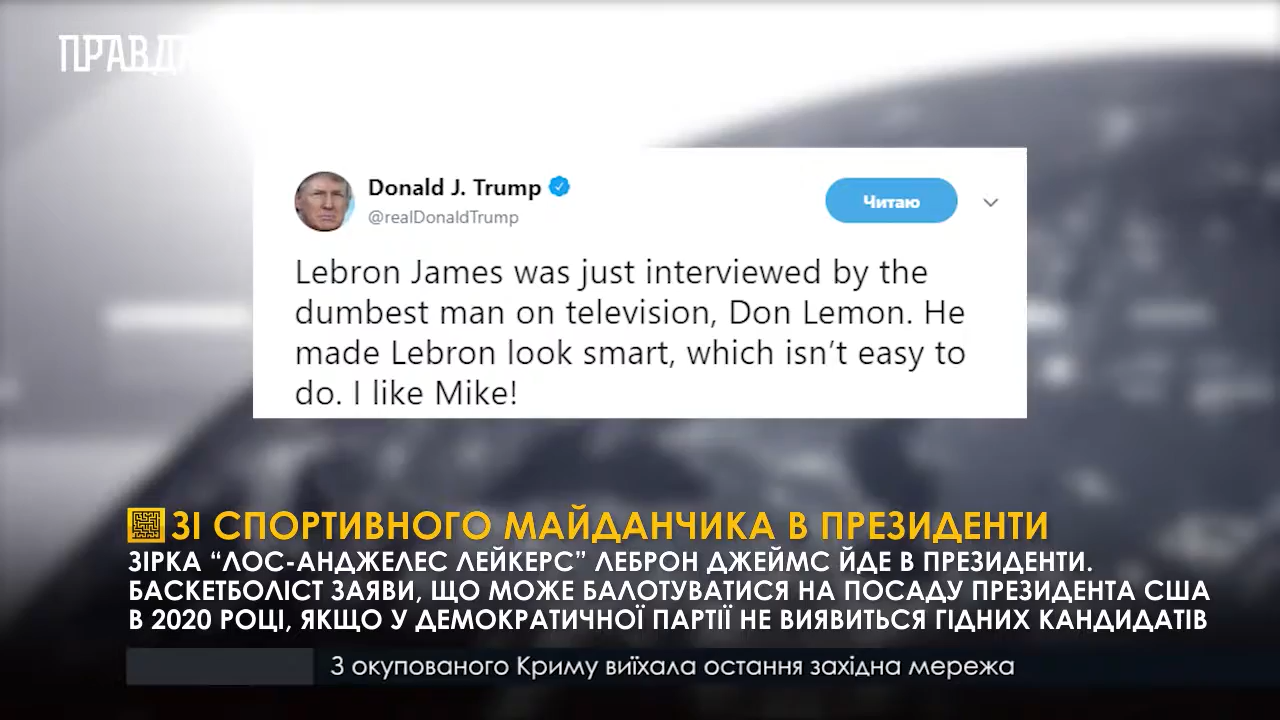 ПРАВДА
Donald J. Trump
@realDonaldTrump
Читаю
Lebron James was just interviewed by the
dumbest man on television, Don Lemon. He
made Lebron look smart, which isn't easy to
do. I like Mike!
ЗІ СПОРТИВНОГО МАЙДАНЧИКА В ПРЕЗИДЕНТИ
ЗІРКА “ЛОС-АНДЖЕЛЕС ЛЕЙКЕРС” ЛЕБРОН ДЖЕЙМС ЙДЕ В ПРЕЗИДЕНТИ.
БАСКЕТБОЛІСТ ЗАЯВИ, ЩО МОЖЕ БАЛОТУВАТИСЯ НА ПОСАДУ ПРЕЗИДЕНТА США
В 2020 РОЦІ, ЯКЩО У ДЕМОКРАТИЧНОЇ ПАРТІЇ НЕ ВИЯВИТЬСЯ ГІДНИХ КАНДИДАТІВ
З окупованого Криму виїхала остання західна мережа